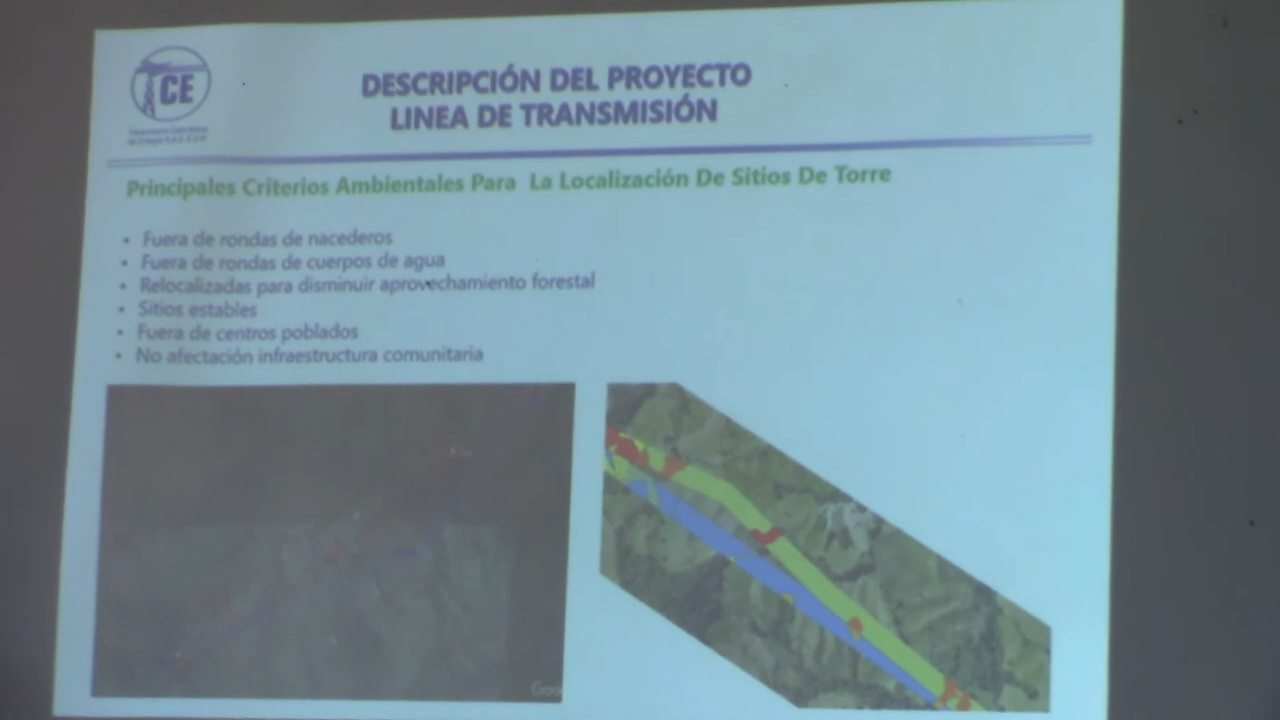 TCE
DESCRIPCIÓN DEL PROYECTO
LINEA DE TRANSMISIÓN
Principales Criterios Ambientales Para La Localización De Sitios De Torre
• Fuera de rondas de nacederos
• Fuera de rondas de cuerpos de agua
• Relocalizadas para disminuir aprovechamiento forestal
• Sitios estables
• Fuera de centros poblados
• No afectación infraestructura comunitaria